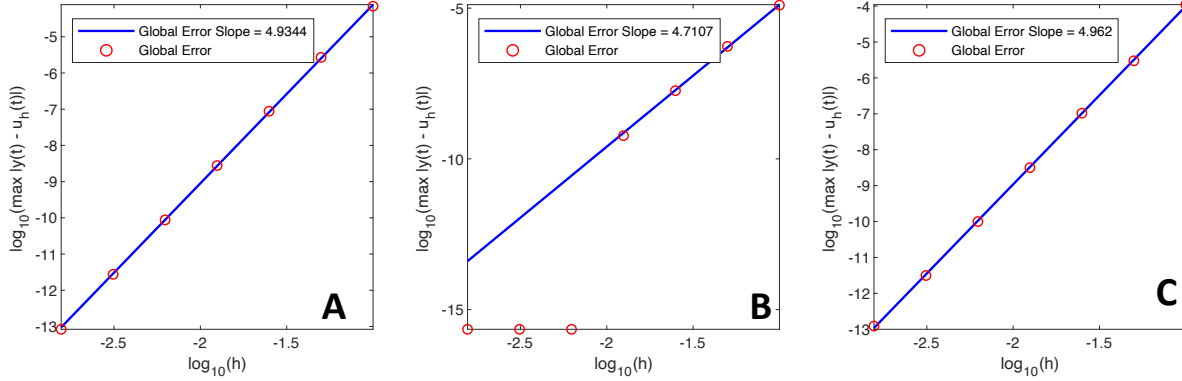 Global Error Slope = 4.9344
Global Error
log10(max |y(t) - uh(t)|)
-5
-6
-7
-8
-9
-10
-11
-12
-13
-2.5
-2
-1.5
log10(h)
A
Global Error Slope = 4.7107
Global Error
log10(max |y(t) - uh(t)|)
-5
-10
-15
-2.5
-2
-1.5
log10(h)
B
Global Error Slope = 4.962
Global Error
log10(max |y(t) - uh(t)|)
-4
-5
-6
-7
-8
-9
-10
-11
-12
-13
-2.5
-2
-1.5
log10(h)
C